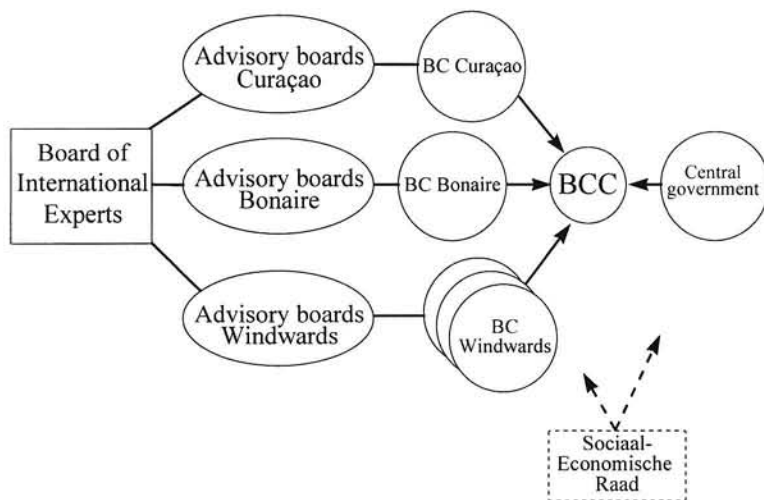 Advisory boards
Curaçao
BC Curaçao
Board of
International
Experts
Advisory boards
Bonaire
BC Bonaire
BCC
Central
government
Advisory boards
Windwards
BC
Windwards
Sociaal-
Economische
Raad